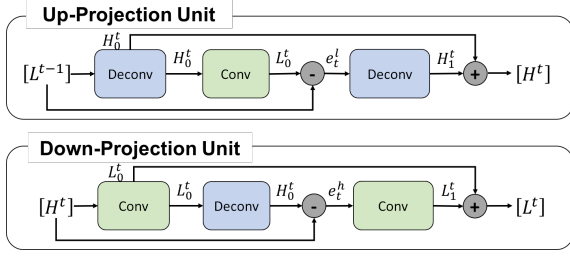 Up-Projection Unit
H_0^t
[L^{t-1}] Deconv H_0^t Conv L_0^t - e_t^l Deconv H_1^t + [H^t]
Down-Projection Unit
L_0^t
[H^t] Conv L_0^t Deconv H_0^t - e_t^h Conv L_1^t + [L^t]